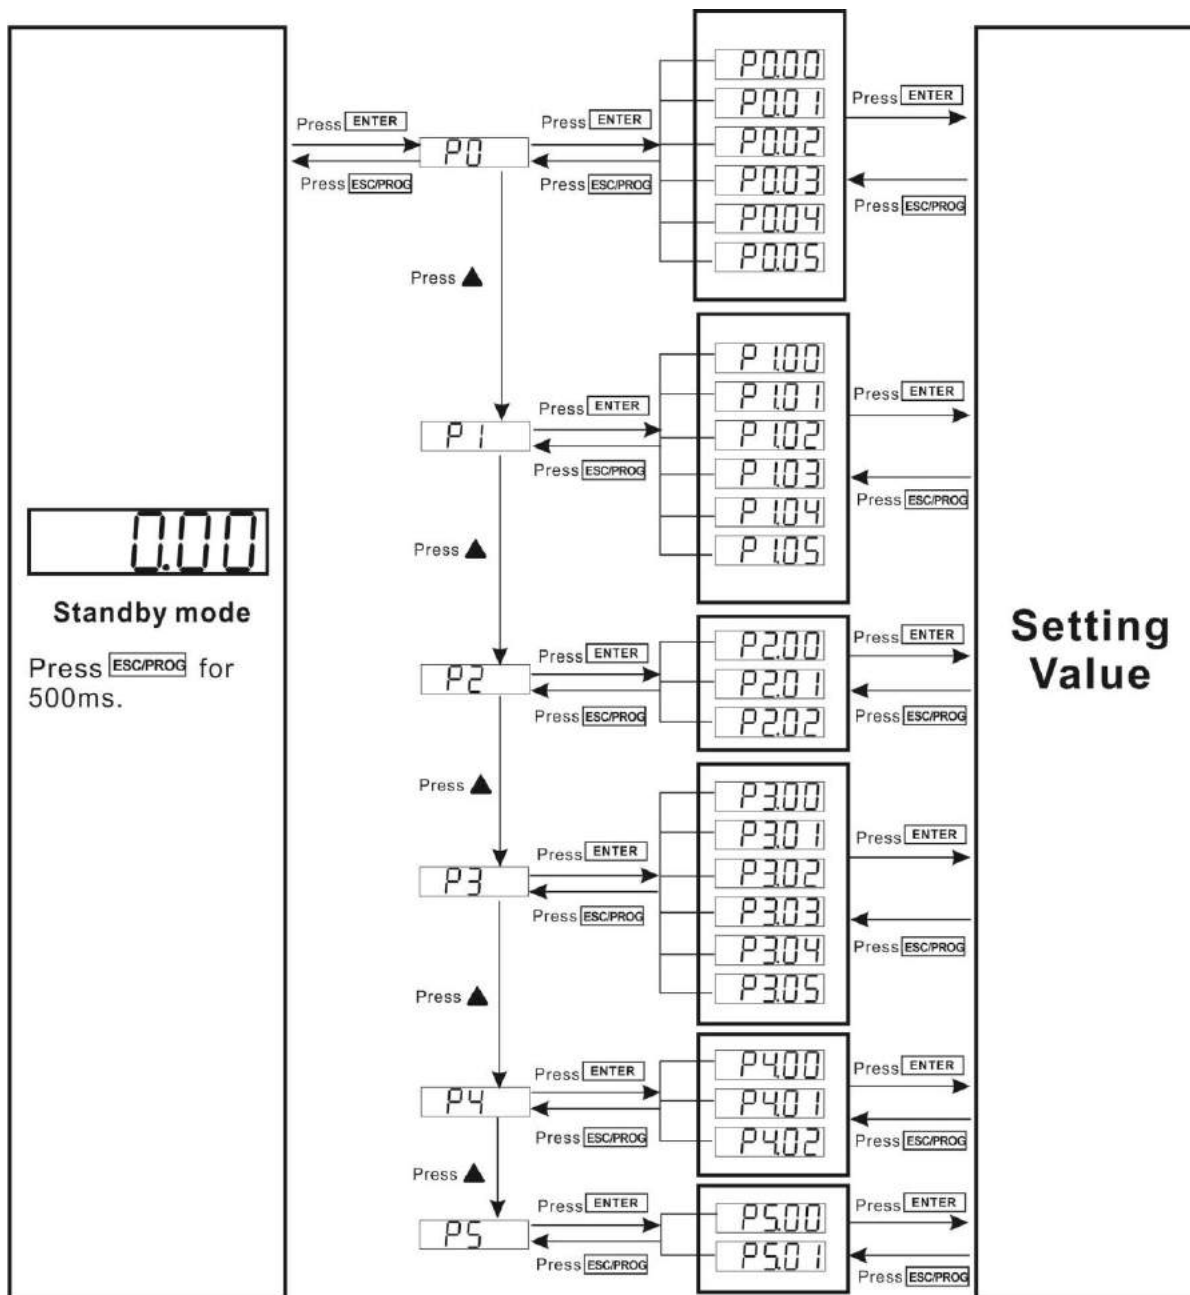 0.00
Standby mode
Press ESC/PROG for
500ms.
Press ENTER
Press ESC/PROG
P0
Press ENTER
Press ESC/PROG
P0.00
P0.01
P0.02
P0.03
P0.04
P0.05
Press ENTER
Press ESC/PROG
Press ▲
P1
Press ENTER
Press ESC/PROG
P1.00
P1.01
P1.02
P1.03
P1.04
P1.05
Press ENTER
Press ESC/PROG
Press ▲
P2
Press ENTER
Press ESC/PROG
P2.00
P2.01
P2.02
Press ENTER
Press ESC/PROG
Press ▲
P3
Press ENTER
Press ESC/PROG
P3.00
P3.01
P3.02
P3.03
P3.04
P3.05
Press ENTER
Press ESC/PROG
Press ▲
P4
Press ENTER
Press ESC/PROG
P4.00
P4.01
P4.02
Press ENTER
Press ESC/PROG
Press ▲
P5
Press ENTER
Press ESC/PROG
P5.00
P5.01
Press ENTER
Press ESC/PROG
Setting
Value